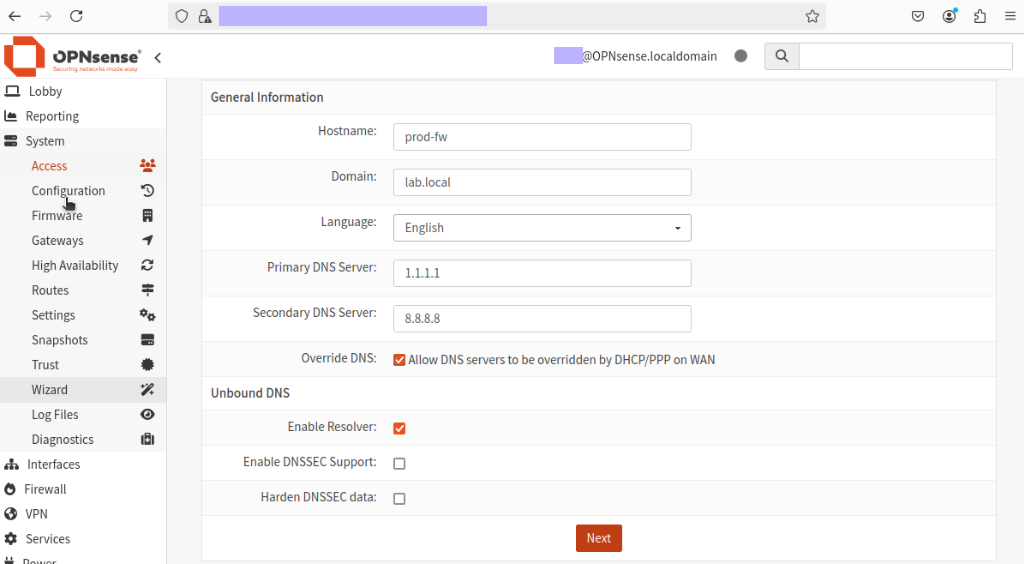 OPNsense®
Securing networks made easy
@OPNsense.localdomain
Lobby
Reporting
System
Access
Configuration
Firmware
Gateways
High Availability
Routes
Settings
Snapshots
Trust
Wizard
Log Files
Diagnostics
Interfaces
Firewall
VPN
Services
Power
General Information
Hostname: prod-fw
Domain: lab.local
Language: English
Primary DNS Server: 1.1.1.1
Secondary DNS Server: 8.8.8.8
Override DNS: Allow DNS servers to be overridden by DHCP/PPP on WAN
Unbound DNS
Enable Resolver:
Enable DNSSEC Support:
Harden DNSSEC data:
Next